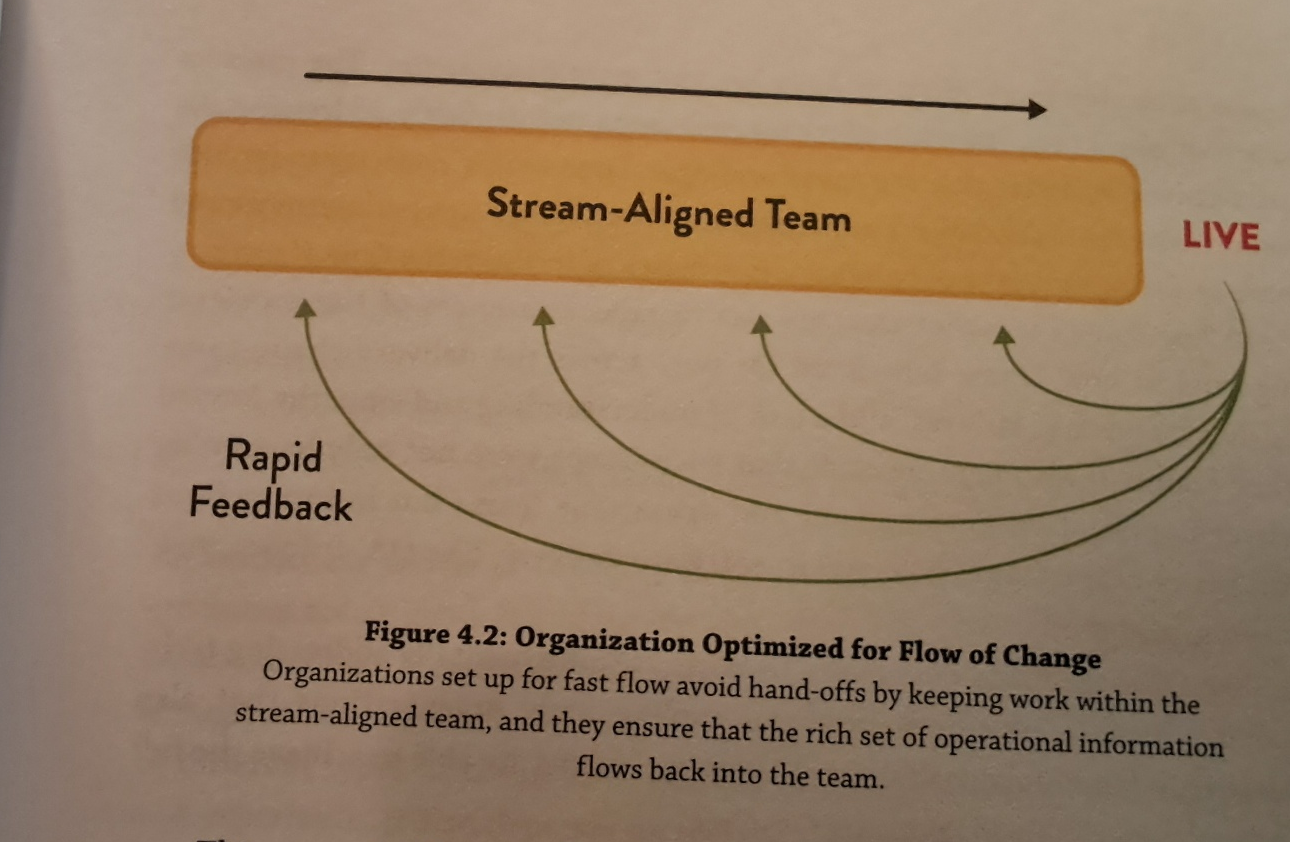 Stream-Aligned Team
LIVE
Rapid
Feedback
Figure 4.2: Organization Optimized for Flow of Change
Organizations set up for fast flow avoid hand-offs by keeping work within the
stream-aligned team, and they ensure that the rich set of operational information
flows back into the team.